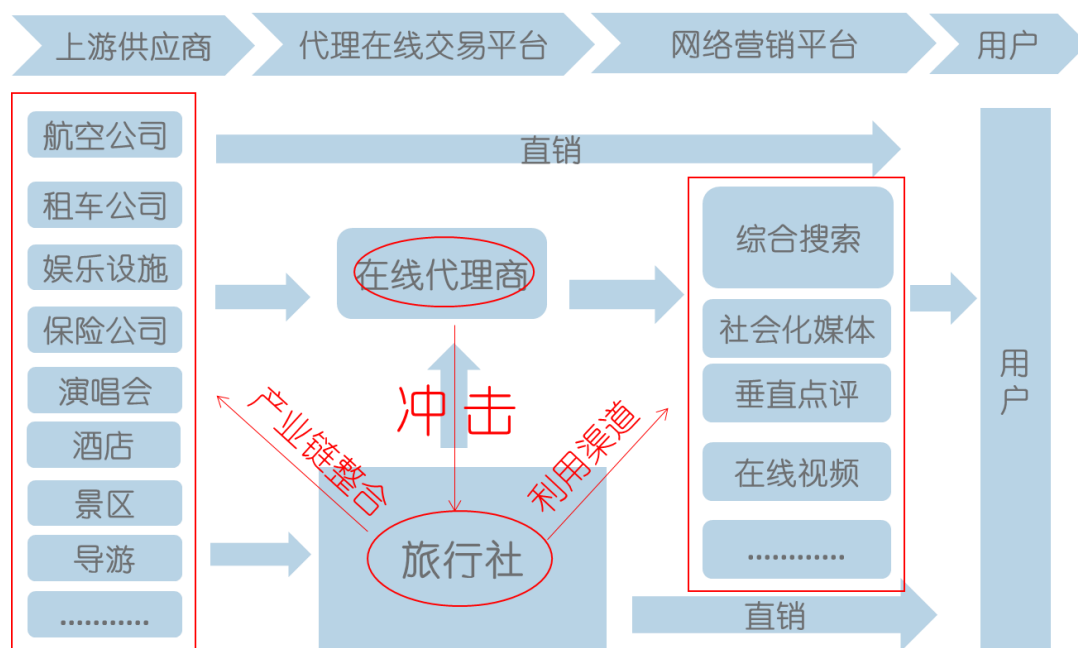 上游供应商
代理在线交易平台
网络营销平台
用户
航空公司
租车公司
娱乐设施
保险公司
演唱会
酒店
景区
导游
...........
直销
在线代理商
冲击
产业链整合
利用渠道
旅行社
综合搜索
社会化媒体
垂直点评
在线视频
............
直销
用户